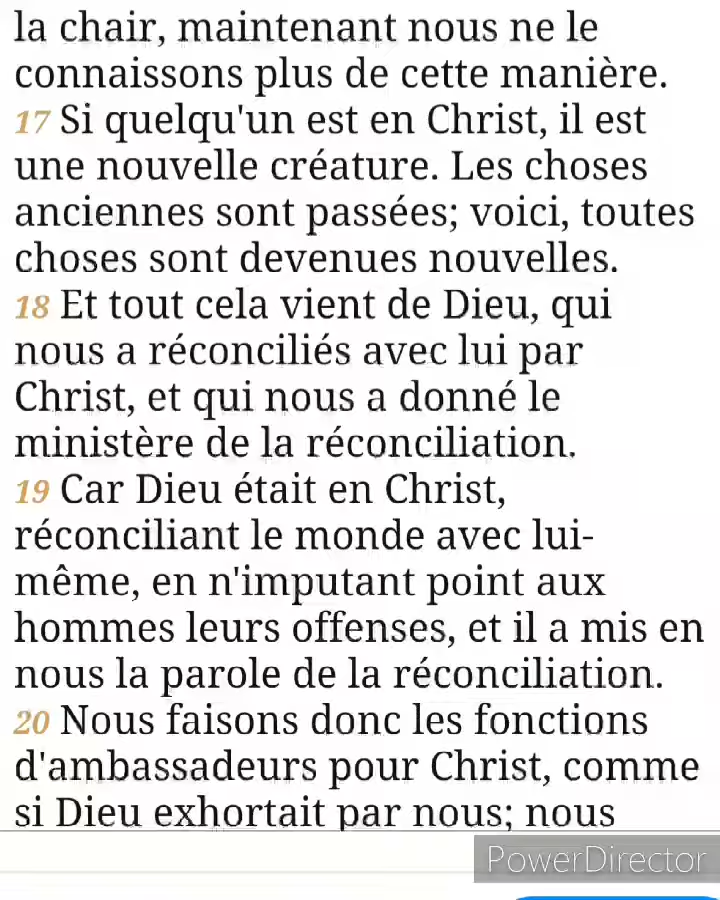 la chair, maintenant nous ne le
connaissons plus de cette manière.
17 Si quelqu'un est en Christ, il est
une nouvelle créature. Les choses
anciennes sont passées; voici, toutes
choses sont devenues nouvelles.
18 Et tout cela vient de Dieu, qui
nous a réconciliés avec lui par
Christ, et qui nous a donné le
ministère de la réconciliation.
19 Car Dieu était en Christ,
réconciliant le monde avec lui-
même, en n'imputant point aux
hommes leurs offenses, et il a mis en
nous la parole de la réconciliation.
20 Nous faisons donc les fonctions
d'ambassadeurs pour Christ, comme
si Dieu exhortait par nous; nous
PowerDirector